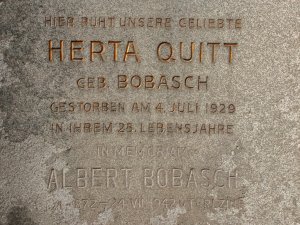 HIER RUHT UNSERE GELIEBTE
HERTA QUITT
GEB. BOBASCH
GESTORBEN AM 4. JULI 1929
IN IHREM 25. LEBENSJAHRE
IN MEMORIAM
ALBERT BOBASCH